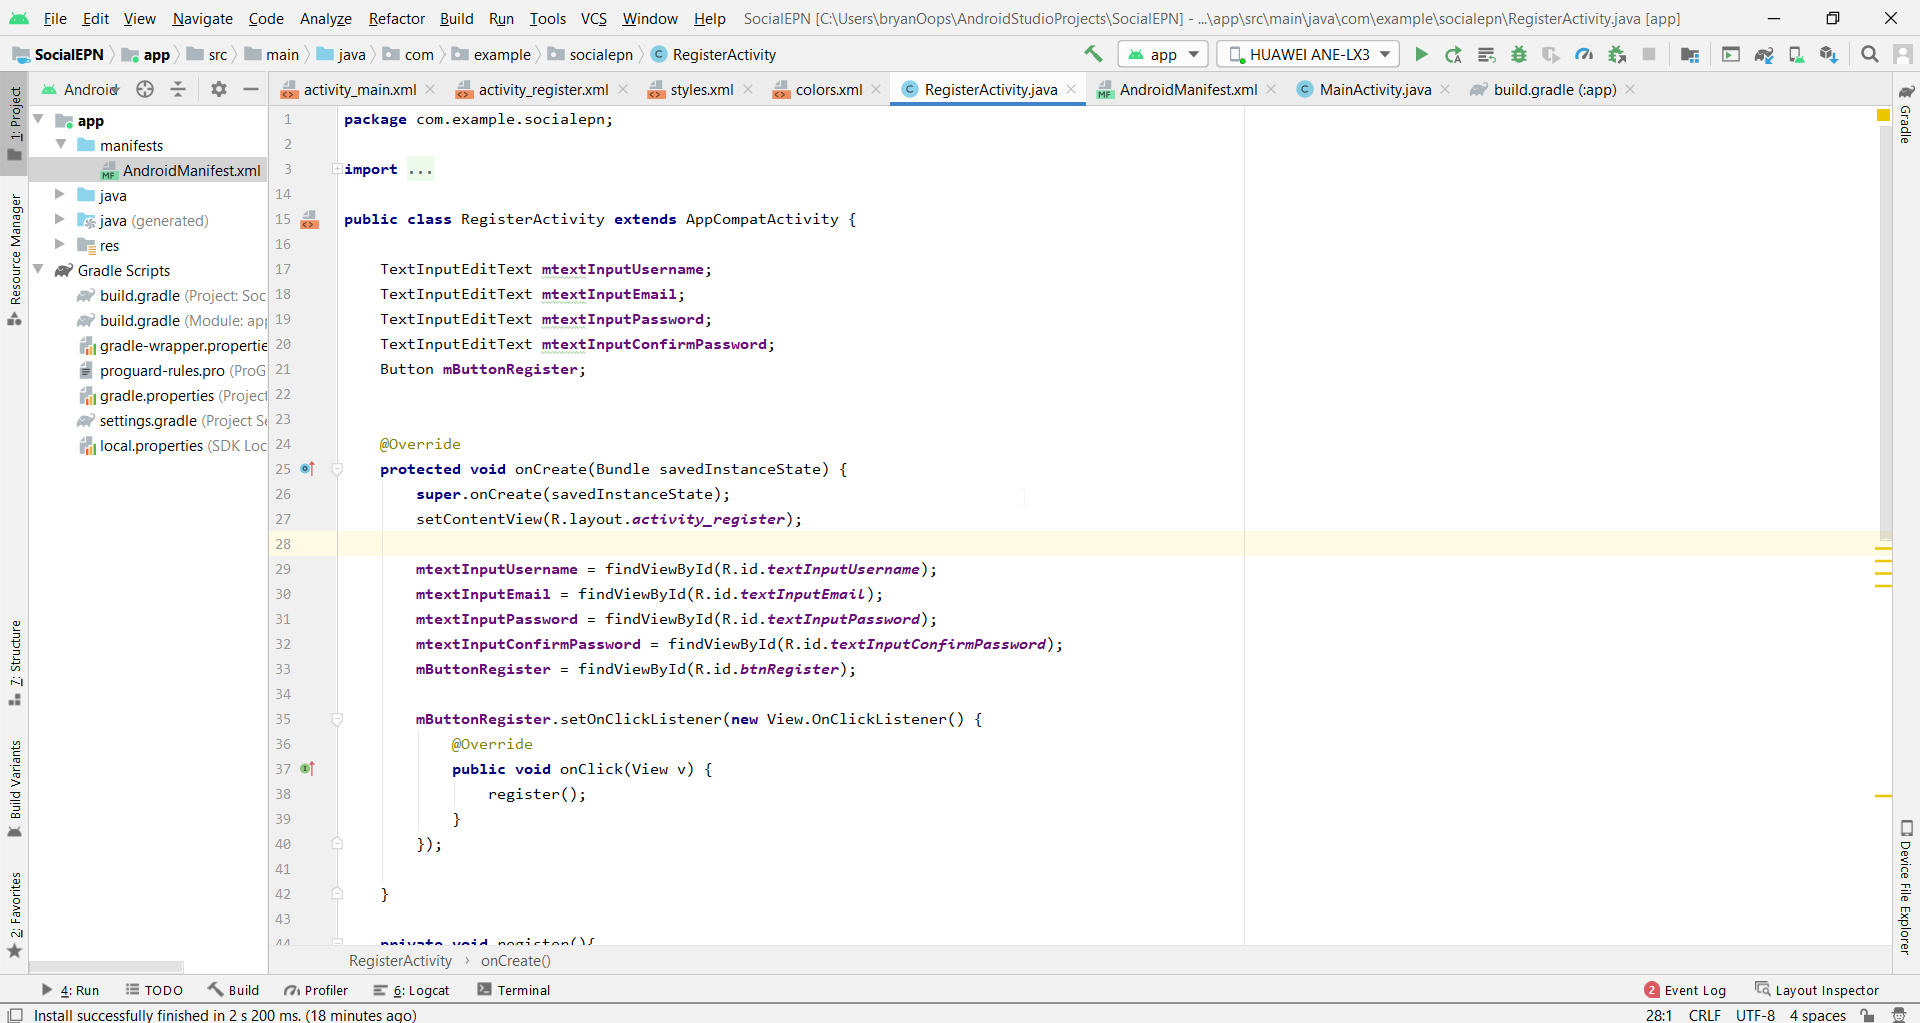 File Edit View Navigate Code Analyze Refactor Build Run Tools VCS Window Help SocialEPN [C:\Users\bryanOops\AndroidStudioProjects\SocialEPN] - ...\app\src\main\java\com\example\socialepn\RegisterActivity.java [app]
SocialEPN app src main java com example socialepn RegisterActivity app HUAWEI ANE-LX3
Android activity_main.xml activity_register.xml styles.xml colors.xml RegisterActivity.java AndroidManifest.xml MainActivity.java build.gradle (:app)
1: Project
Resource Manager
7: Structure
Build Variants
2: Favorites
app
manifests
AndroidManifest.xml
java
java (generated)
res
Gradle Scripts
build.gradle (Project: Soc
build.gradle (Module: app
gradle-wrapper.propertie
proguard-rules.pro (ProG
gradle.properties (Project
settings.gradle (Project Se
local.properties (SDK Loc
1 package com.example.socialepn;
2
3 import ...
14
15 public class RegisterActivity extends AppCompatActivity {
16
17 TextInputEditText mtextInputUsername;
18 TextInputEditText mtextInputEmail;
19 TextInputEditText mtextInputPassword;
20 TextInputEditText mtextInputConfirmPassword;
21 Button mButtonRegister;
22
23
24 @Override
25 protected void onCreate(Bundle savedInstanceState) {
26 super.onCreate(savedInstanceState);
27 setContentView(R.layout.activity_register);
28
29 mtextInputUsername = findViewById(R.id.textInputUsername);
30 mtextInputEmail = findViewById(R.id.textInputEmail);
31 mtextInputPassword = findViewById(R.id.textInputPassword);
32 mtextInputConfirmPassword = findViewById(R.id.textInputConfirmPassword);
33 mButtonRegister = findViewById(R.id.btnRegister);
34
35 mButtonRegister.setOnClickListener(new View.OnClickListener() {
36 @Override
37 public void onClick(View v) {
38 register();
39 }
40 });
41
42 }
43
44 private void register(){
Gradle
Device File Explorer
RegisterActivity › onCreate()
4: Run TODO Build Profiler 6: Logcat Terminal 2 Event Log Layout Inspector
Install successfully finished in 2 s 200 ms. (18 minutes ago) 28:1 CRLF UTF-8 4 spaces